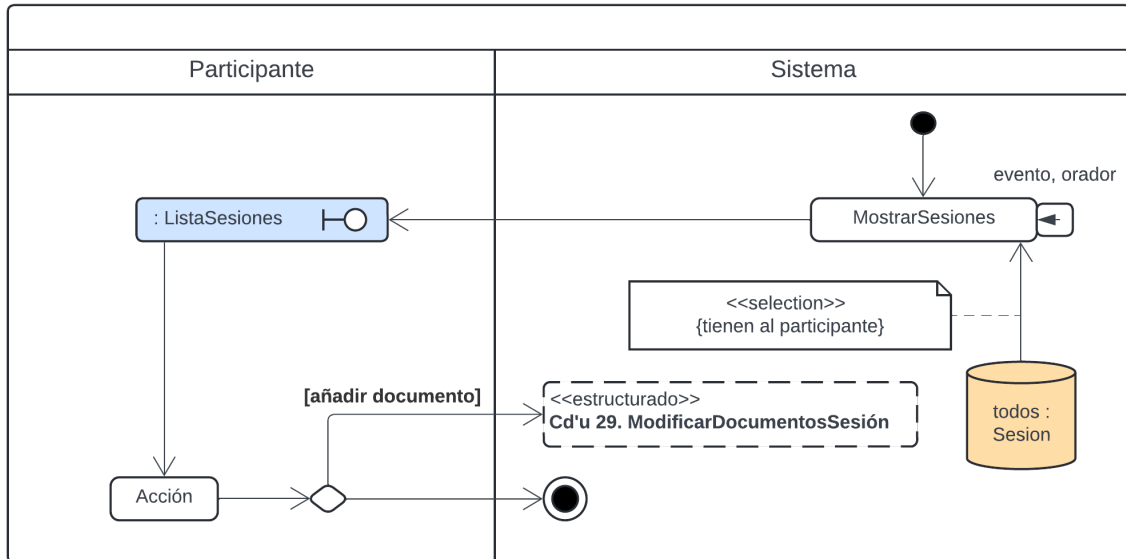 Participante
Sistema
evento, orador
: ListaSesiones
MostrarSesiones
<<selection>>
{tienen al participante}
[añadir documento]
<<estructurado>>
Cd'u 29. ModificarDocumentosSesión
todos :
Sesion
Acción